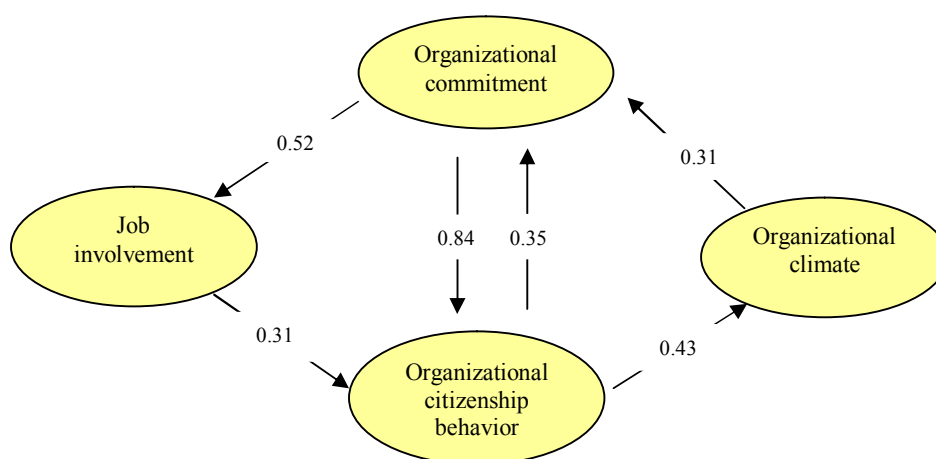 Organizational
commitment
0.52
0.31
Job
involvement
0.84
0.35
Organizational
climate
0.31
0.43
Organizational
citizenship
behavior